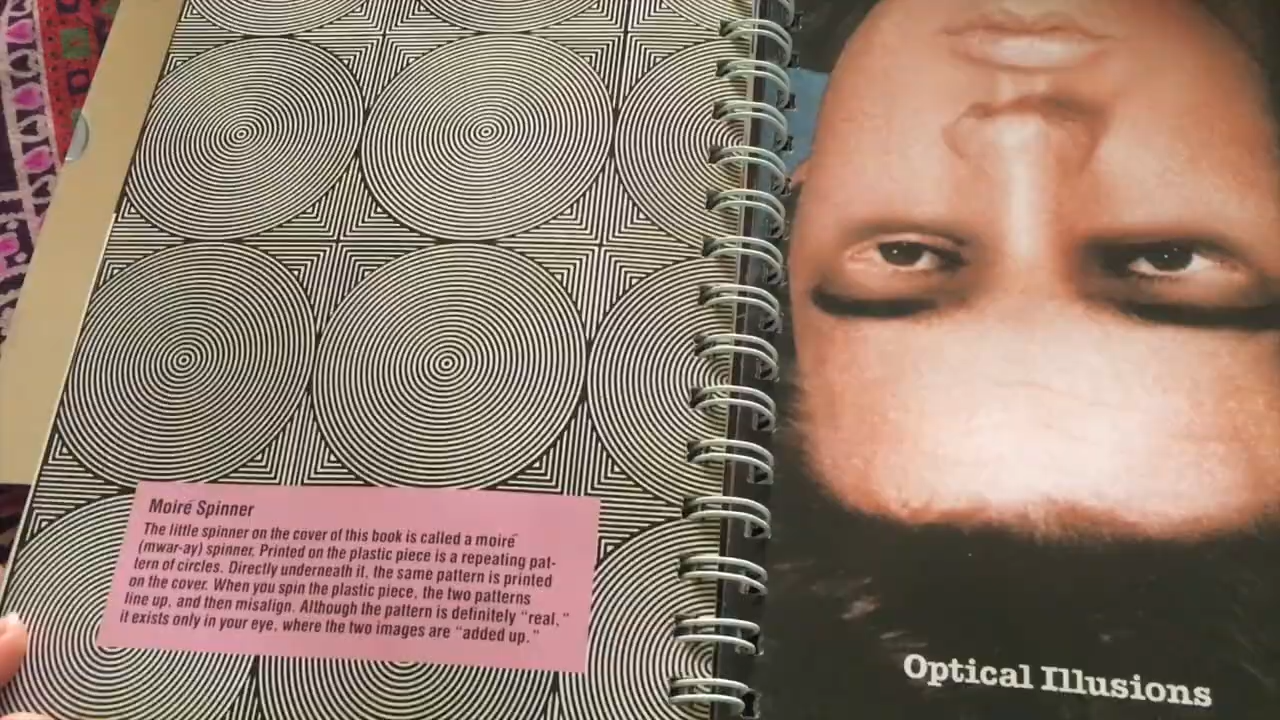 Moiré Spinner
The little spinner on the cover of this book is called a moiré
(mwar-ay) spinner. Printed on the plastic piece is a repeating pat-
tern of circles. Directly underneath it, the same pattern is printed
on the cover. When you spin the plastic piece, the two patterns
line up, and then misalign. Although the pattern is definitely "real,"
it exists only in your eye, where the two images are "added up."
Optical Illusions